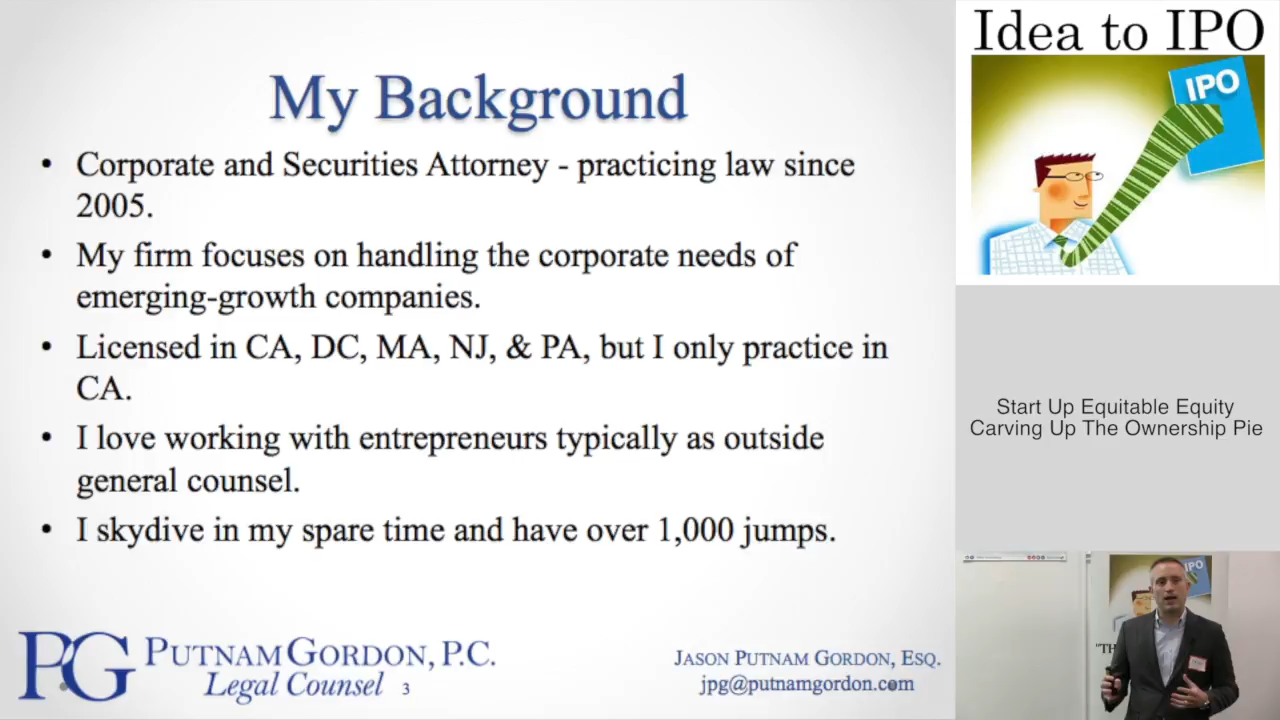 My Background
• Corporate and Securities Attorney - practicing law since
2005.
• My firm focuses on handling the corporate needs of
emerging-growth companies.
• Licensed in CA, DC, MA, NJ, & PA, but I only practice in
CA.
• I love working with entrepreneurs typically as outside
general counsel.
• I skydive in my spare time and have over 1,000 jumps.
PG
PUTNAM GORDON, P.C.
Legal Counsel
3
JASON PUTNAM GORDON, ESQ.
jpg@putnamgordon.com
Idea to IPO
IPO
Start Up Equitable Equity
Carving Up The Ownership Pie
IPO
"TH